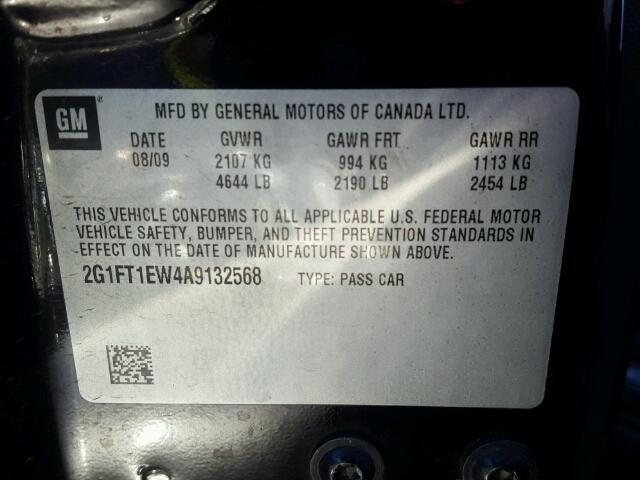 GM
MFD BY GENERAL MOTORS OF CANADA LTD.
DATE GVWR GAWR FRT GAWR RR
08/09 2107 KG 994 KG 1113 KG
4644 LB 2190 LB 2454 LB
THIS VEHICLE CONFORMS TO ALL APPLICABLE U.S. FEDERAL MOTOR
VEHICLE SAFETY, BUMPER, AND THEFT PREVENTION STANDARDS IN
EFFECT ON THE DATE OF MANUFACTURE SHOWN ABOVE.
2G1FT1EW4A9132568 TYPE: PASS CAR